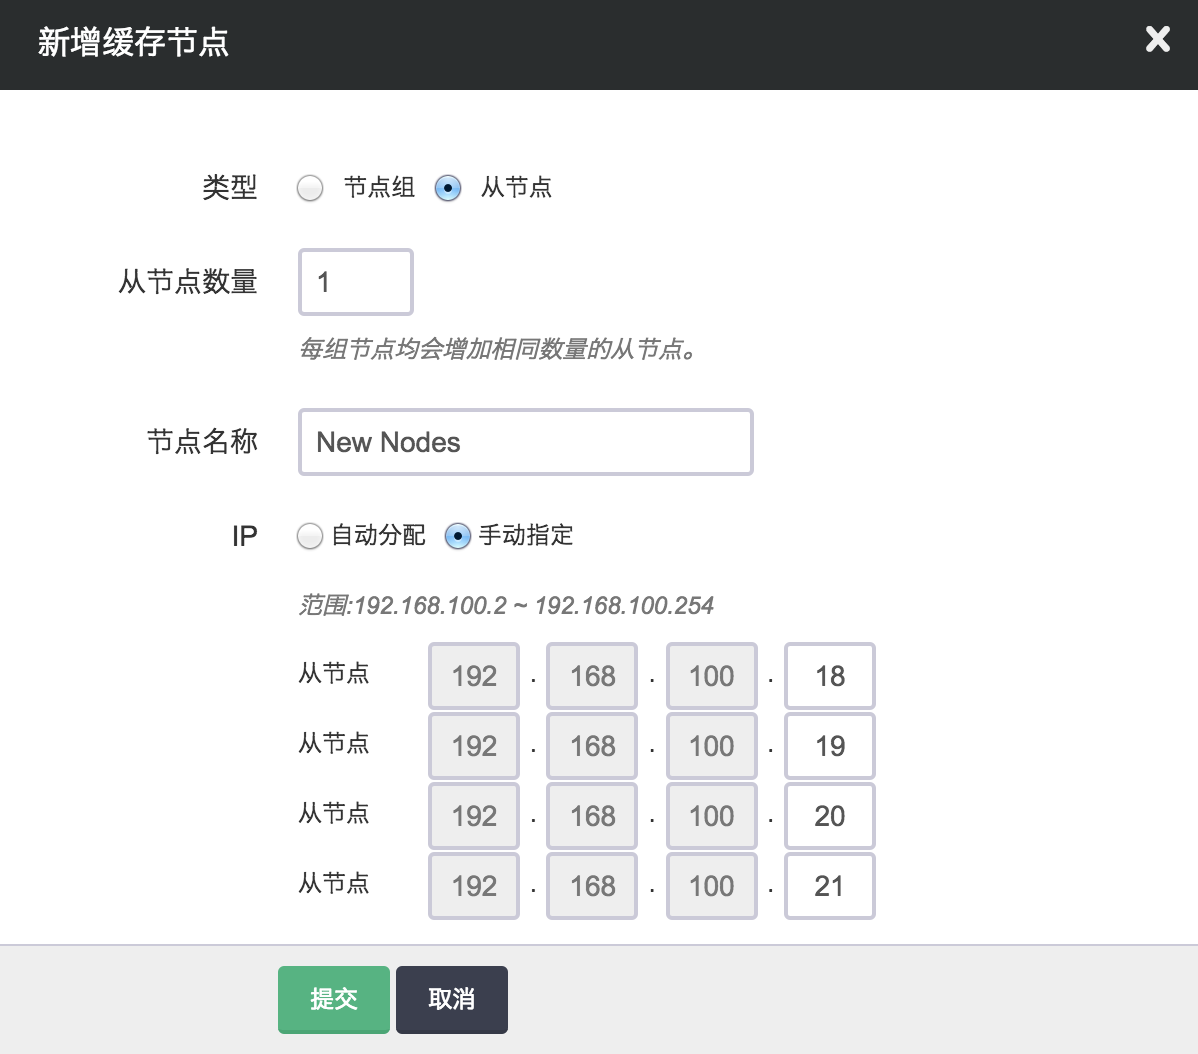 新增缓存节点
类型 节点组 从节点
从节点数量 1
每组节点均会增加相同数量的从节点。
节点名称 New Nodes
IP 自动分配 手动指定
范围:192.168.100.2 ~ 192.168.100.254
从节点 192 . 168 . 100 . 18
从节点 192 . 168 . 100 . 19
从节点 192 . 168 . 100 . 20
从节点 192 . 168 . 100 . 21
提交 取消